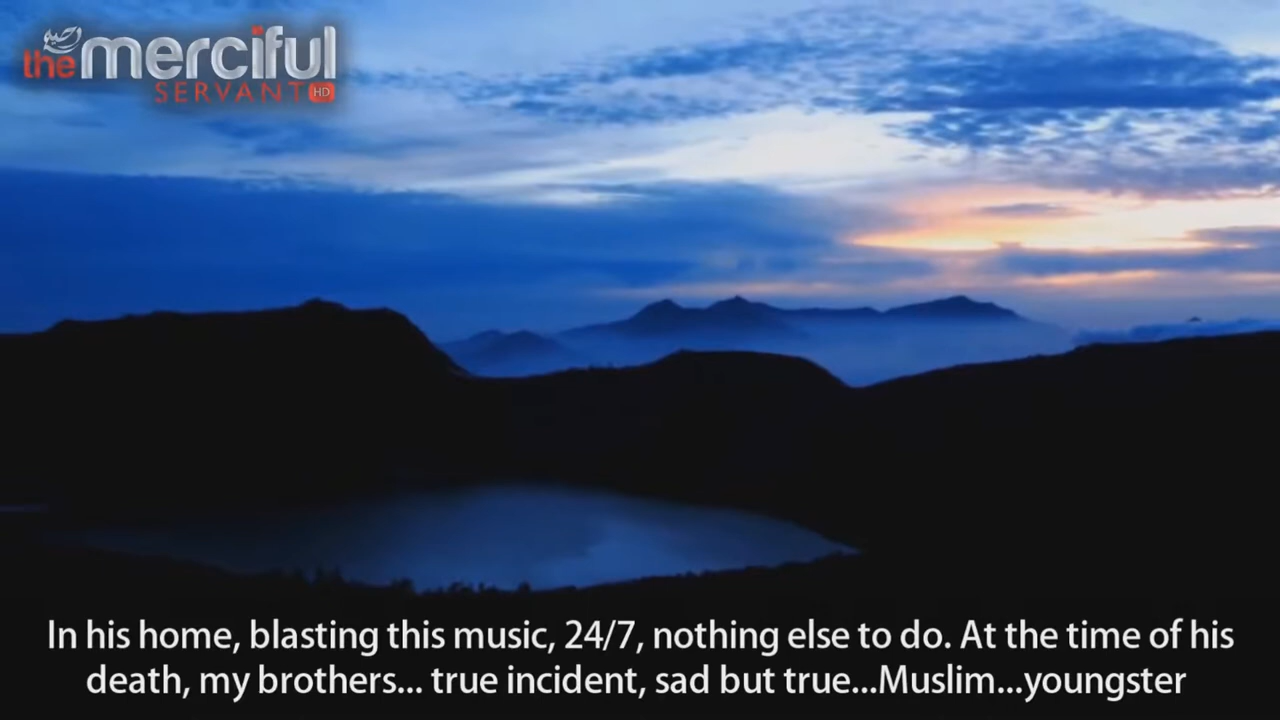 the merciful
SERVANT HD
In his home, blasting this music, 24/7, nothing else to do. At the time of his
death, my brothers... true incident, sad but true...Muslim...youngster